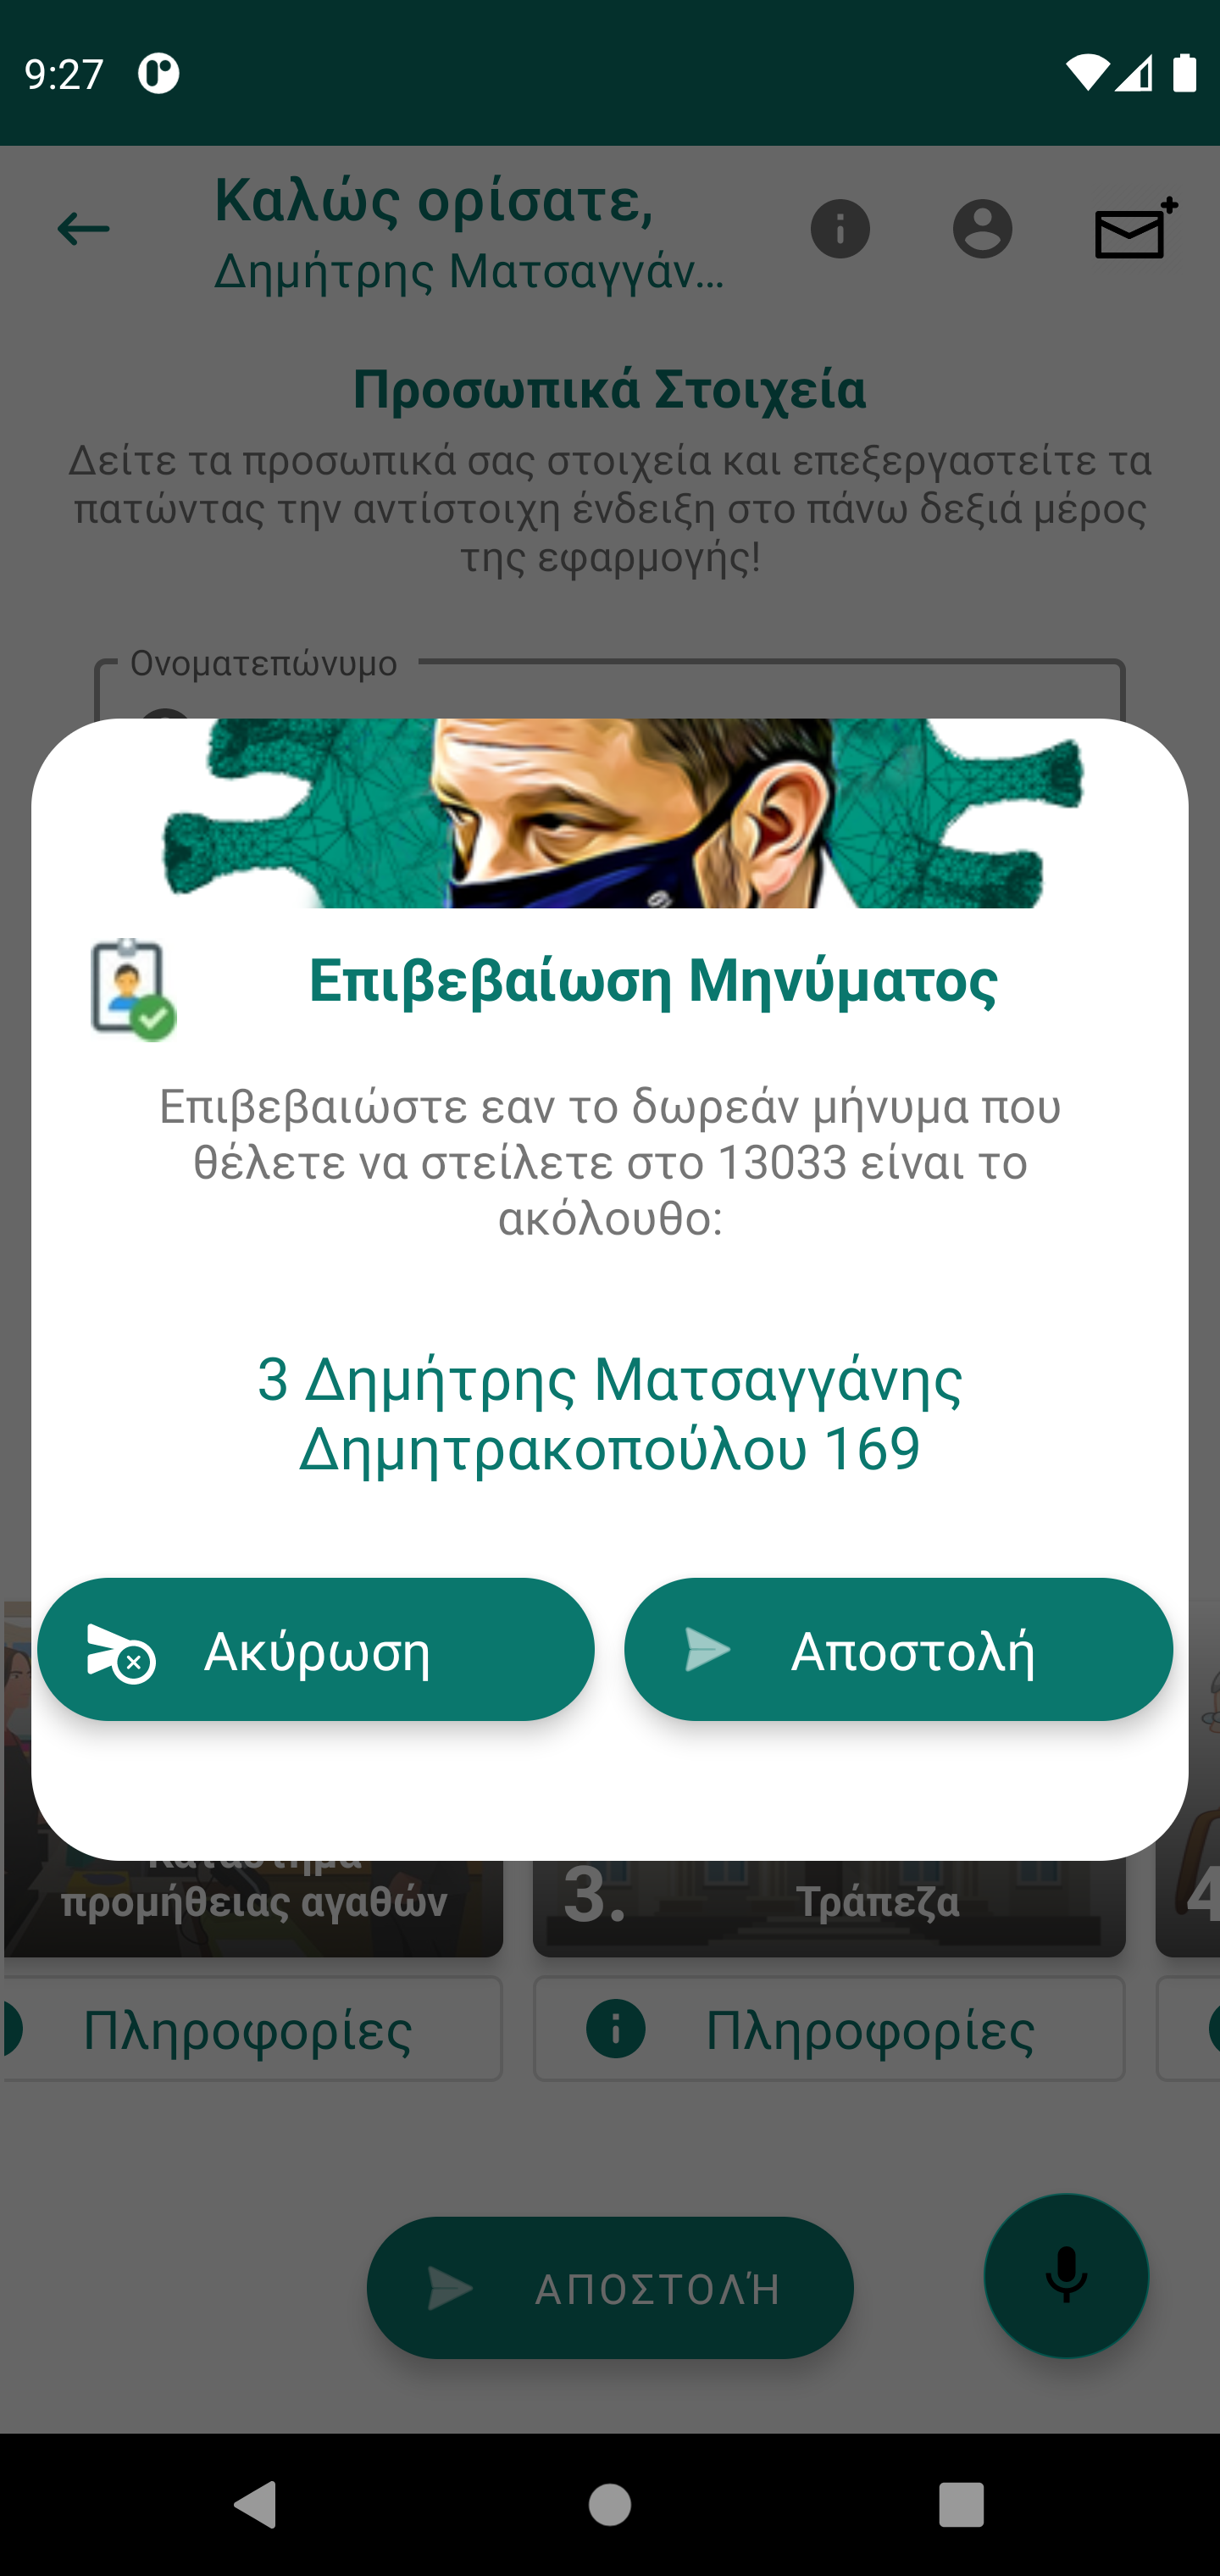 9:27
Καλώς ορίσατε,
Δημήτρης Ματσαγγάν...
Προσωπικά Στοιχεία
Δείτε τα προσωπικά σας στοιχεία και επεξεργαστείτε τα
πατώντας την αντίστοιχη ένδειξη στο πάνω δεξιά μέρος
της εφαρμογής!
Ονοματεπώνυμο
Επιβεβαίωση Μηνύματος
Επιβεβαιώστε εαν το δωρεάν μήνυμα που
θέλετε να στείλετε στο 13033 είναι το
ακόλουθο:
3 Δημήτρης Ματσαγγάνης
Δημητρακοπούλου 169
Ακύρωση
Αποστολή
Κατάστημα
προμήθειας αγαθών
3.
Τράπεζα
4
Πληροφορίες
Πληροφορίες
ΑΠΟΣΤΟΛΉ